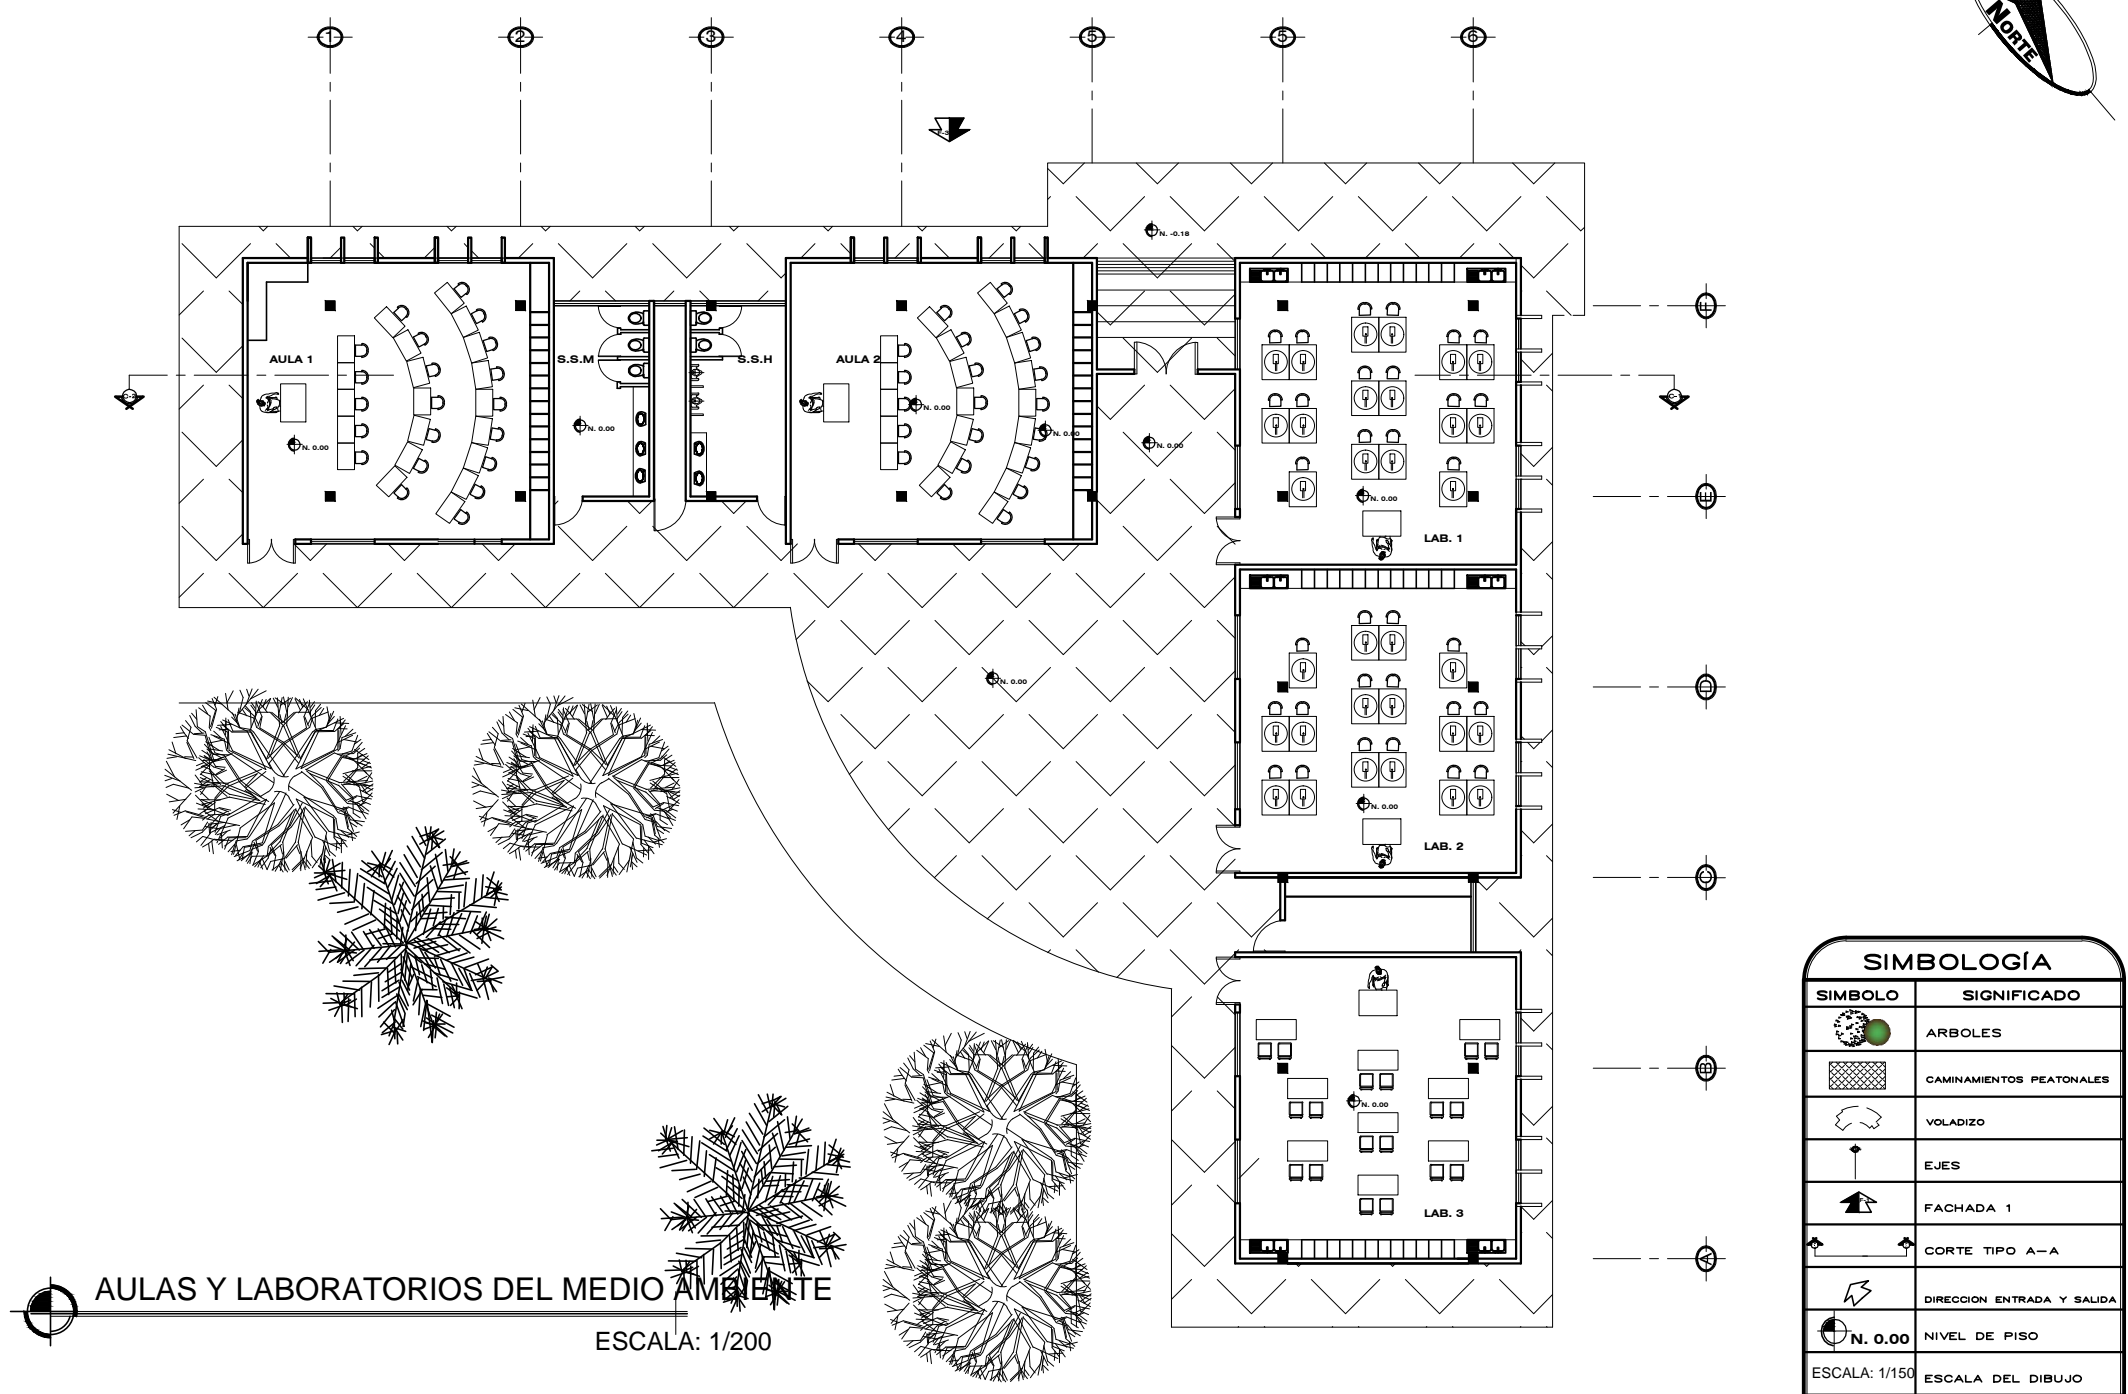 1 2 3 4 5 5 6
NORTE
F-3
N. -0.18
F
AULA 1
S.S.M
S.S.H
AULA 2
N. 0.00
N. 0.00
N. 0.00
N. 0.00
N. 0.00
N. 0.00
E
LAB. 1
N. 0.00
D
N. 0.00
LAB. 2
C
B
N. 0.00
LAB. 3
A
AULAS Y LABORATORIOS DEL MEDIO AMBIENTE
ESCALA: 1/200
SIMBOLOGÍA
SIMBOLO SIGNIFICADO
ARBOLES
CAMINAMIENTOS PEATONALES
VOLADIZO
EJES
FACHADA 1
CORTE TIPO A-A
DIRECCION ENTRADA Y SALIDA
N. 0.00 NIVEL DE PISO
ESCALA: 1/150 ESCALA DEL DIBUJO